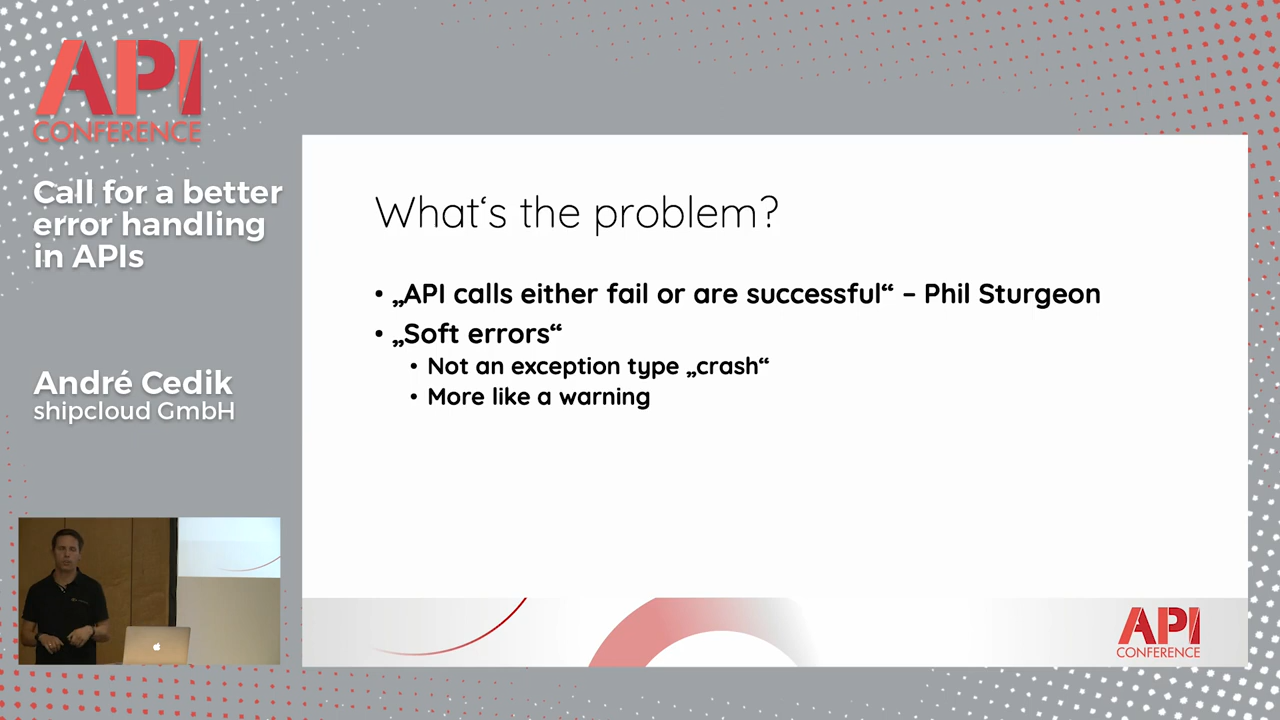 API
CONFERENCE
Call for a better
error handling
in APIs
André Cedik
shipcloud GmbH
What‘s the problem?
• „API calls either fail or are successful“ – Phil Sturgeon
• „Soft errors“
• Not an exception type „crash“
• More like a warning
API
CONFERENCE